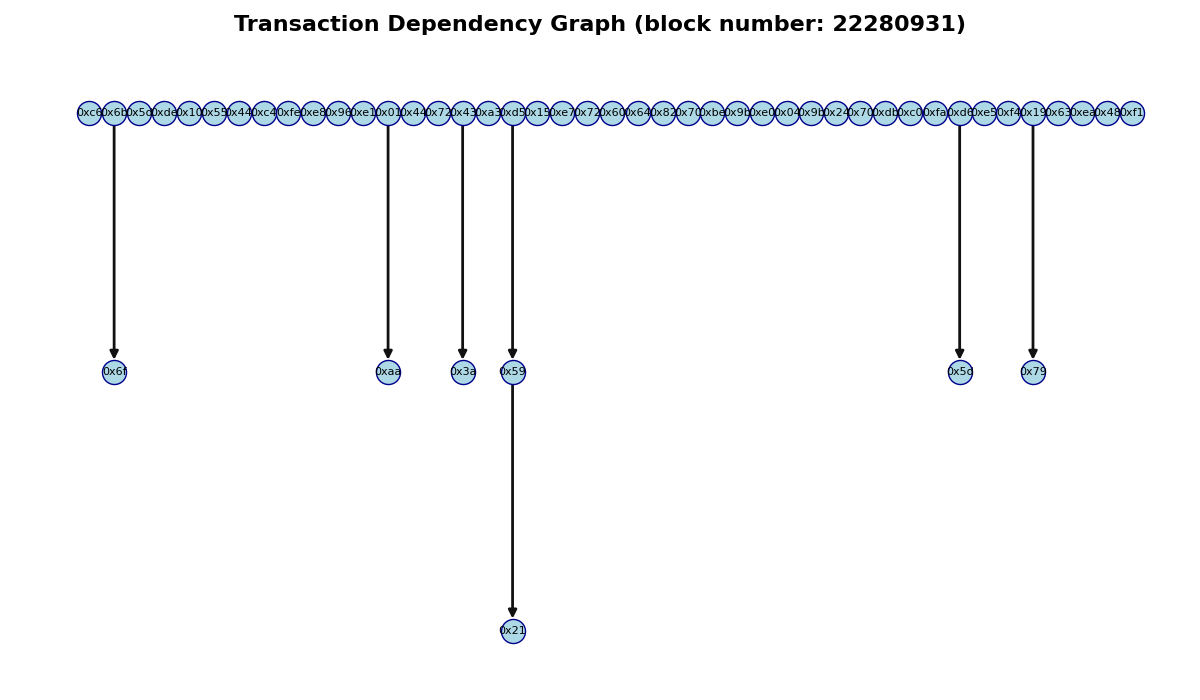 Transaction Dependency Graph (block number: 22280931)
0xc6 0x6b 0x5d 0xde 0x10 0x55 0x44 0xc4 0xfe 0xe8 0x96 0xe1 0x01 0x44 0x72 0x43 0xa3 0xd5 0x15 0xe7 0x72 0x60 0x64 0x82 0x70 0xbe 0x9b 0xe0 0x04 0x9b 0x24 0x70 0xdb 0xc0 0xfa 0xd6 0xe5 0xf4 0x19 0x63 0xea 0x48 0xf1
0x6f 0xaa 0x3a 0x59 0x5d 0x79
0x21